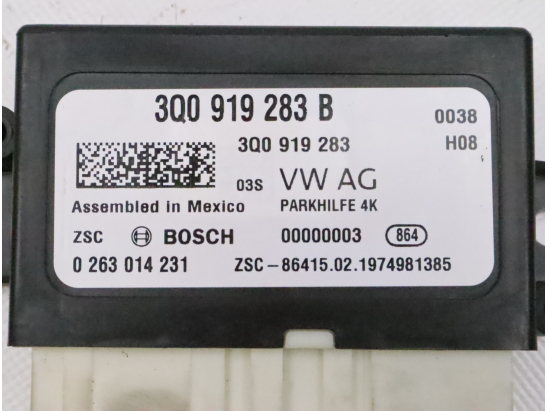 3Q0 919 283 B 0038
3Q0 919 283 H08
03S VW AG
Assembled in Mexico PARKHILFE 4K
ZSC BOSCH 00000003 864
0 263 014 231 ZSC-86415.02.1974981385